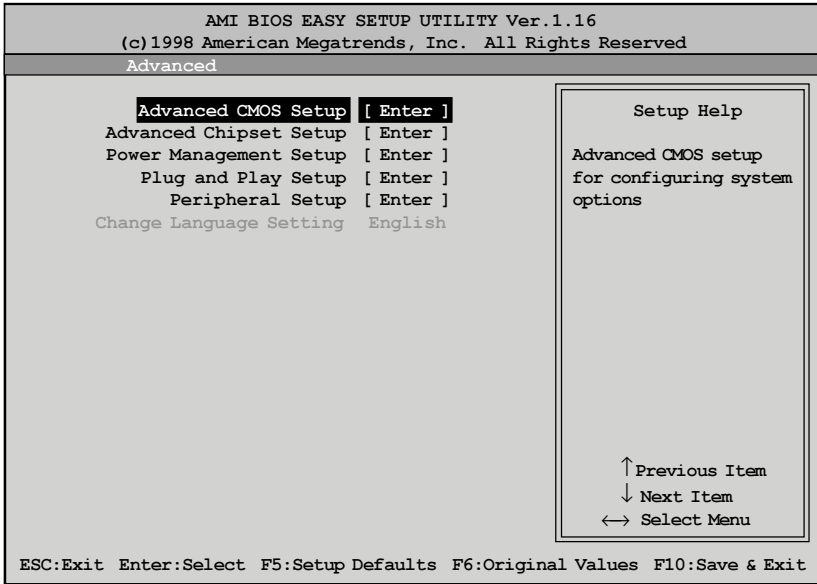 AMI BIOS EASY SETUP UTILITY Ver.1.16
(c)1998 American Megatrends, Inc. All Rights Reserved
Advanced
Advanced CMOS Setup [ Enter ]
Advanced Chipset Setup [ Enter ]
Power Management Setup [ Enter ]
Plug and Play Setup [ Enter ]
Peripheral Setup [ Enter ]
Change Language Setting English
Setup Help
Advanced CMOS setup
for configuring system
options
↑ Previous Item
↓ Next Item
↔ Select Menu
ESC:Exit Enter:Select F5:Setup Defaults F6:Original Values F10:Save & Exit